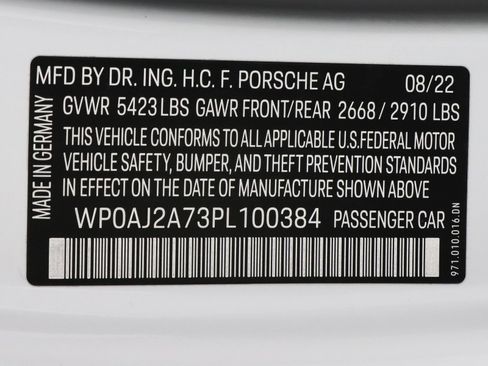 MFD BY DR. ING. H.C. F. PORSCHE AG 08/22
GVWR 5423 LBS GAWR FRONT/REAR 2668/2910 LBS
THIS VEHICLE CONFORMS TO ALL APPLICABLE U.S.FEDERAL MOTOR
VEHICLE SAFETY, BUMPER, AND THEFT PREVENTION STANDARDS
IN EFFECT ON THE DATE OF MANUFACTURE SHOWN ABOVE
WP0AJ2A73PL100384 PASSENGER CAR
MADE IN GERMANY
971.010.016.DN